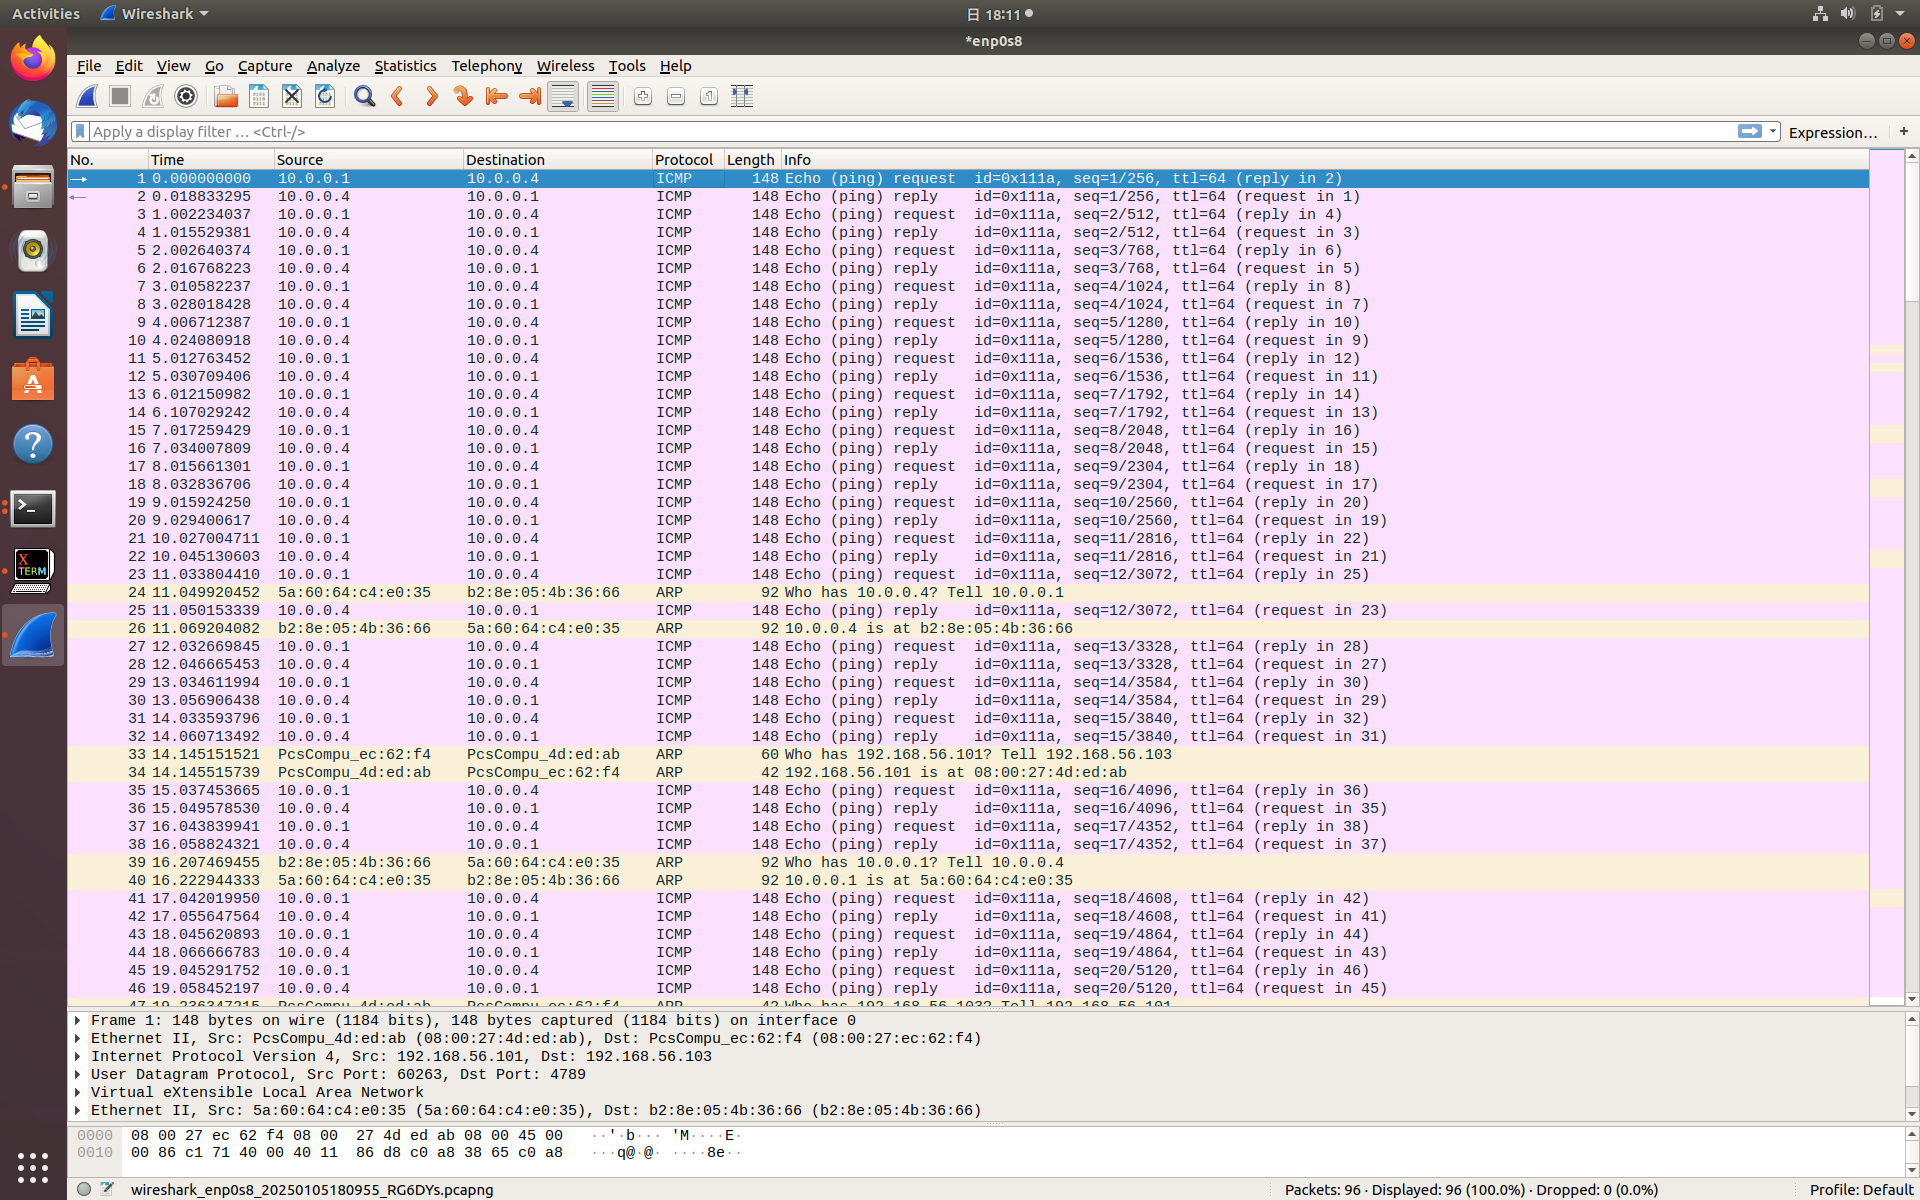 Activities Wireshark 日 18:11
*enp0s8
File Edit View Go Capture Analyze Statistics Telephony Wireless Tools Help
Apply a display filter … <Ctrl-/> Expression… +
No. Time Source Destination Protocol Length Info
1 0.000000000 10.0.0.1 10.0.0.4 ICMP 148 Echo (ping) request id=0x111a, seq=1/256, ttl=64 (reply in 2)
2 0.018833295 10.0.0.4 10.0.0.1 ICMP 148 Echo (ping) reply id=0x111a, seq=1/256, ttl=64 (request in 1)
3 1.002234037 10.0.0.1 10.0.0.4 ICMP 148 Echo (ping) request id=0x111a, seq=2/512, ttl=64 (reply in 4)
4 1.015529381 10.0.0.4 10.0.0.1 ICMP 148 Echo (ping) reply id=0x111a, seq=2/512, ttl=64 (request in 3)
5 2.002640374 10.0.0.1 10.0.0.4 ICMP 148 Echo (ping) request id=0x111a, seq=3/768, ttl=64 (reply in 6)
6 2.016768223 10.0.0.4 10.0.0.1 ICMP 148 Echo (ping) reply id=0x111a, seq=3/768, ttl=64 (request in 5)
7 3.010582237 10.0.0.1 10.0.0.4 ICMP 148 Echo (ping) request id=0x111a, seq=4/1024, ttl=64 (reply in 8)
8 3.028018428 10.0.0.4 10.0.0.1 ICMP 148 Echo (ping) reply id=0x111a, seq=4/1024, ttl=64 (request in 7)
9 4.006712387 10.0.0.1 10.0.0.4 ICMP 148 Echo (ping) request id=0x111a, seq=5/1280, ttl=64 (reply in 10)
10 4.024080918 10.0.0.4 10.0.0.1 ICMP 148 Echo (ping) reply id=0x111a, seq=5/1280, ttl=64 (request in 9)
11 5.012763452 10.0.0.1 10.0.0.4 ICMP 148 Echo (ping) request id=0x111a, seq=6/1536, ttl=64 (reply in 12)
12 5.030709406 10.0.0.4 10.0.0.1 ICMP 148 Echo (ping) reply id=0x111a, seq=6/1536, ttl=64 (request in 11)
13 6.012150982 10.0.0.1 10.0.0.4 ICMP 148 Echo (ping) request id=0x111a, seq=7/1792, ttl=64 (reply in 14)
14 6.107029242 10.0.0.4 10.0.0.1 ICMP 148 Echo (ping) reply id=0x111a, seq=7/1792, ttl=64 (request in 13)
15 7.017259429 10.0.0.1 10.0.0.4 ICMP 148 Echo (ping) request id=0x111a, seq=8/2048, ttl=64 (reply in 16)
16 7.034007809 10.0.0.4 10.0.0.1 ICMP 148 Echo (ping) reply id=0x111a, seq=8/2048, ttl=64 (request in 15)
17 8.015661301 10.0.0.1 10.0.0.4 ICMP 148 Echo (ping) request id=0x111a, seq=9/2304, ttl=64 (reply in 18)
18 8.032836706 10.0.0.4 10.0.0.1 ICMP 148 Echo (ping) reply id=0x111a, seq=9/2304, ttl=64 (request in 17)
19 9.015924250 10.0.0.1 10.0.0.4 ICMP 148 Echo (ping) request id=0x111a, seq=10/2560, ttl=64 (reply in 20)
20 9.029400617 10.0.0.4 10.0.0.1 ICMP 148 Echo (ping) reply id=0x111a, seq=10/2560, ttl=64 (request in 19)
21 10.027004711 10.0.0.1 10.0.0.4 ICMP 148 Echo (ping) request id=0x111a, seq=11/2816, ttl=64 (reply in 22)
22 10.045130603 10.0.0.4 10.0.0.1 ICMP 148 Echo (ping) reply id=0x111a, seq=11/2816, ttl=64 (request in 21)
23 11.033804410 10.0.0.1 10.0.0.4 ICMP 148 Echo (ping) request id=0x111a, seq=12/3072, ttl=64 (reply in 25)
24 11.049920452 5a:60:64:c4:e0:35 b2:8e:05:4b:36:66 ARP 92 Who has 10.0.0.4? Tell 10.0.0.1
25 11.050153339 10.0.0.4 10.0.0.1 ICMP 148 Echo (ping) reply id=0x111a, seq=12/3072, ttl=64 (request in 23)
26 11.069204082 b2:8e:05:4b:36:66 5a:60:64:c4:e0:35 ARP 92 10.0.0.4 is at b2:8e:05:4b:36:66
27 12.032669845 10.0.0.1 10.0.0.4 ICMP 148 Echo (ping) request id=0x111a, seq=13/3328, ttl=64 (reply in 28)
28 12.046665453 10.0.0.4 10.0.0.1 ICMP 148 Echo (ping) reply id=0x111a, seq=13/3328, ttl=64 (request in 27)
29 13.034611994 10.0.0.1 10.0.0.4 ICMP 148 Echo (ping) request id=0x111a, seq=14/3584, ttl=64 (reply in 30)
30 13.056906438 10.0.0.4 10.0.0.1 ICMP 148 Echo (ping) reply id=0x111a, seq=14/3584, ttl=64 (request in 29)
31 14.033593796 10.0.0.1 10.0.0.4 ICMP 148 Echo (ping) request id=0x111a, seq=15/3840, ttl=64 (reply in 32)
32 14.060713492 10.0.0.4 10.0.0.1 ICMP 148 Echo (ping) reply id=0x111a, seq=15/3840, ttl=64 (request in 31)
33 14.145151521 PcsCompu_ec:62:f4 PcsCompu_4d:ed:ab ARP 60 Who has 192.168.56.101? Tell 192.168.56.103
34 14.145515739 PcsCompu_4d:ed:ab PcsCompu_ec:62:f4 ARP 42 192.168.56.101 is at 08:00:27:4d:ed:ab
35 15.037453665 10.0.0.1 10.0.0.4 ICMP 148 Echo (ping) request id=0x111a, seq=16/4096, ttl=64 (reply in 36)
36 15.049578530 10.0.0.4 10.0.0.1 ICMP 148 Echo (ping) reply id=0x111a, seq=16/4096, ttl=64 (request in 35)
37 16.043839941 10.0.0.1 10.0.0.4 ICMP 148 Echo (ping) request id=0x111a, seq=17/4352, ttl=64 (reply in 38)
38 16.058824321 10.0.0.4 10.0.0.1 ICMP 148 Echo (ping) reply id=0x111a, seq=17/4352, ttl=64 (request in 37)
39 16.207469455 b2:8e:05:4b:36:66 5a:60:64:c4:e0:35 ARP 92 Who has 10.0.0.1? Tell 10.0.0.4
40 16.222944333 5a:60:64:c4:e0:35 b2:8e:05:4b:36:66 ARP 92 10.0.0.1 is at 5a:60:64:c4:e0:35
41 17.042019950 10.0.0.1 10.0.0.4 ICMP 148 Echo (ping) request id=0x111a, seq=18/4608, ttl=64 (reply in 42)
42 17.055647564 10.0.0.4 10.0.0.1 ICMP 148 Echo (ping) reply id=0x111a, seq=18/4608, ttl=64 (request in 41)
43 18.045620893 10.0.0.1 10.0.0.4 ICMP 148 Echo (ping) request id=0x111a, seq=19/4864, ttl=64 (reply in 44)
44 18.066666783 10.0.0.4 10.0.0.1 ICMP 148 Echo (ping) reply id=0x111a, seq=19/4864, ttl=64 (request in 43)
45 19.045291752 10.0.0.1 10.0.0.4 ICMP 148 Echo (ping) request id=0x111a, seq=20/5120, ttl=64 (reply in 46)
46 19.058452197 10.0.0.4 10.0.0.1 ICMP 148 Echo (ping) reply id=0x111a, seq=20/5120, ttl=64 (request in 45)
47 19.236347215 PcsCompu_4d:ed:ab PcsCompu_ec:62:f4 ARP 42 Who has 192.168.56.103? Tell 192.168.56.101
Frame 1: 148 bytes on wire (1184 bits), 148 bytes captured (1184 bits) on interface 0
Ethernet II, Src: PcsCompu_4d:ed:ab (08:00:27:4d:ed:ab), Dst: PcsCompu_ec:62:f4 (08:00:27:ec:62:f4)
Internet Protocol Version 4, Src: 192.168.56.101, Dst: 192.168.56.103
User Datagram Protocol, Src Port: 60263, Dst Port: 4789
Virtual eXtensible Local Area Network
Ethernet II, Src: 5a:60:64:c4:e0:35 (5a:60:64:c4:e0:35), Dst: b2:8e:05:4b:36:66 (b2:8e:05:4b:36:66)
0000 08 00 27 ec 62 f4 08 00 27 4d ed ab 08 00 45 00 ··'·b··· 'M····E·
0010 00 86 c1 71 40 00 40 11 86 d8 c0 a8 38 65 c0 a8 ···q@·@· ····8e··
wireshark_enp0s8_20250105180955_RG6DYs.pcapng Packets: 96 · Displayed: 96 (100.0%) · Dropped: 0 (0.0%) Profile: Default